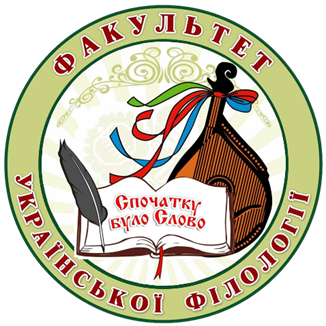 ФАКУЛЬТЕТ
УКРАЇНСЬКОЇ ФІЛОЛОГІЇ
Спочатку
було Слово